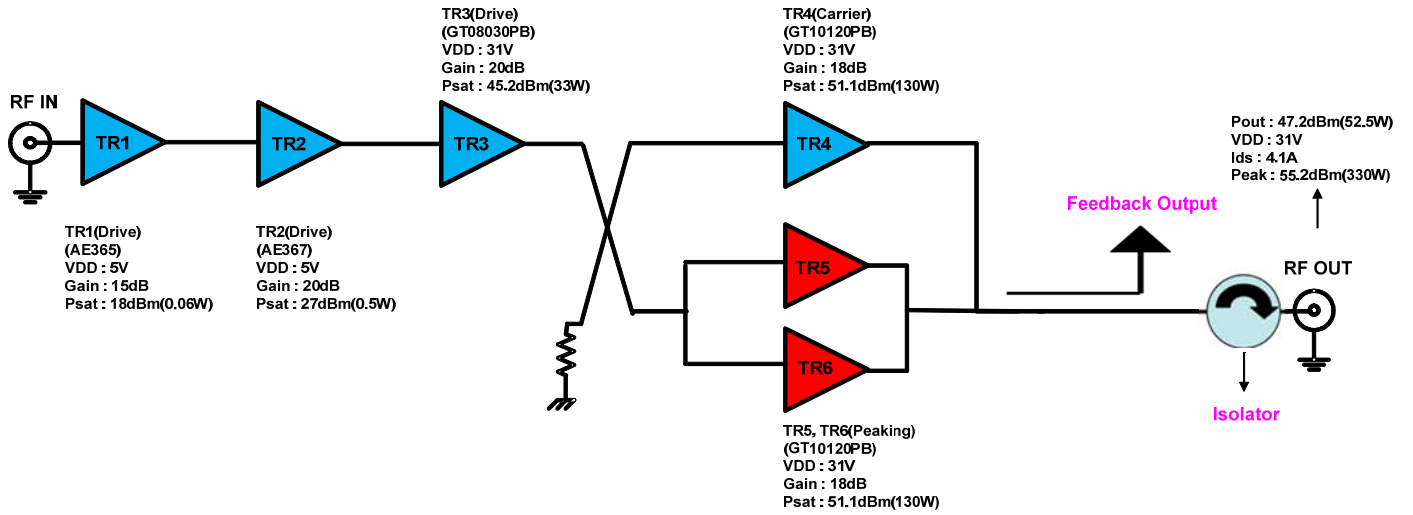 TR3(Drive)
(GT08030PB)
VDD : 31V
Gain : 20dB
Psat : 45.2dBm(33W)
TR4(Carrier)
(GT10120PB)
VDD : 31V
Gain : 18dB
Psat : 51.1dBm(130W)
RF IN
TR1
TR2
TR3
TR4
Pout : 47.2dBm(52.5W)
VDD : 31V
Ids : 4.1A
Peak : 55.2dBm(330W)
Feedback Output
TR1(Drive)
(AE365)
VDD : 5V
Gain : 15dB
Psat : 18dBm(0.06W)
TR2(Drive)
(AE367)
VDD : 5V
Gain : 20dB
Psat : 27dBm(0.5W)
TR5
RF OUT
TR6
Isolator
TR5, TR6(Peaking)
(GT10120PB)
VDD : 31V
Gain : 18dB
Psat : 51.1dBm(130W)